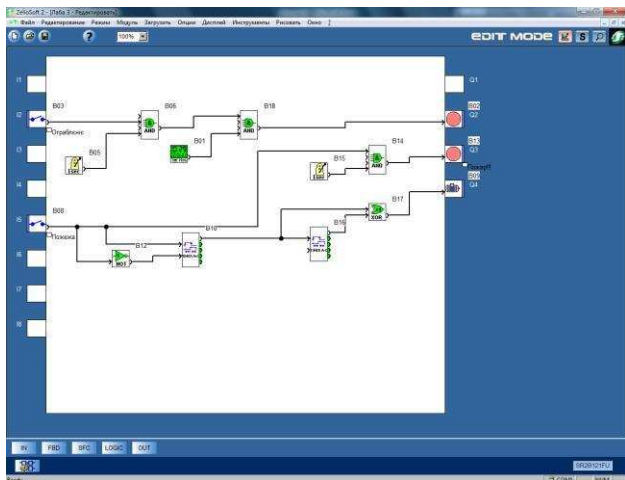 ZelioSoft 2 - [Лаба 3 - Редактировать]
Файл Редактирование Режим Модуль Загрузить Опции Дисплей Инструменты Рисовать Окно ?
? 100% EDIT MODE S
I1 Q1
B03 B06 B18 B02
I2 AND AND Q2
Ограблекс
B05 B01 B14 B13
I3 B15 AND Q3
Пожар!!!
B09
I4 B17 Q4
B08 XOR
I5 B16
Пожежа B12
NOT
I6
I7
I8
IN FBD SFC LOGIC OUT
SR2B121FU